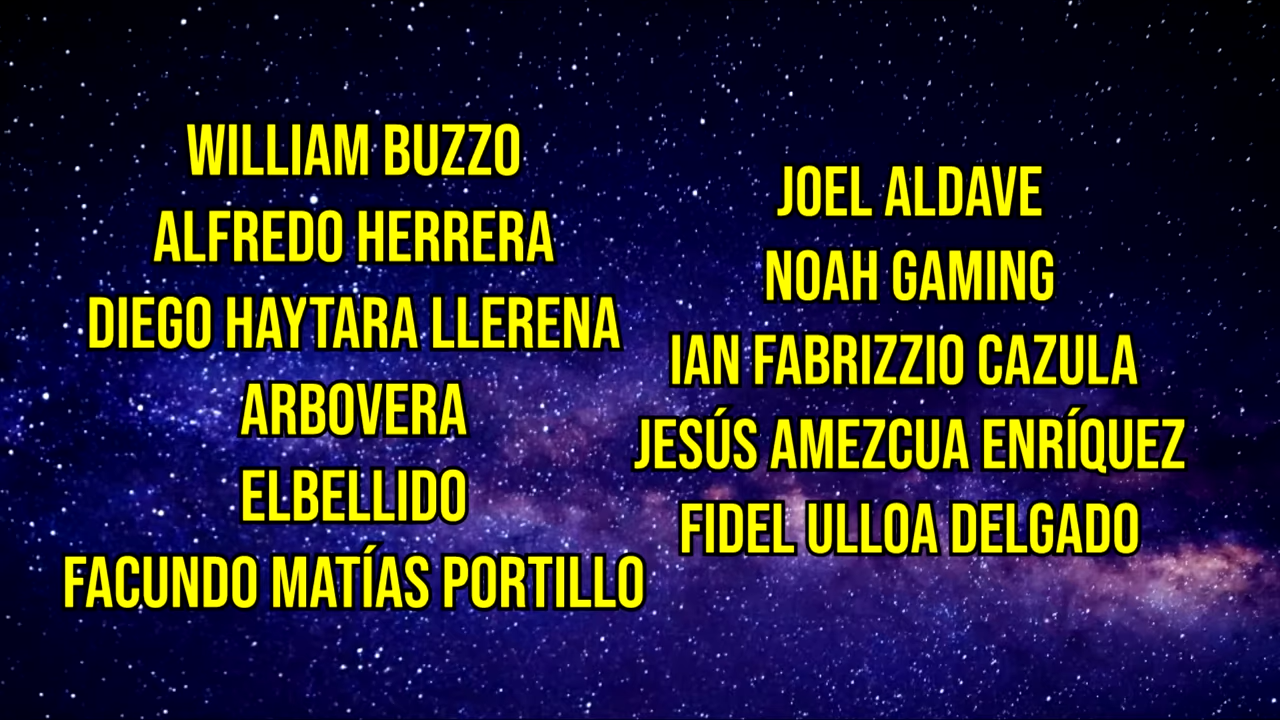 WILLIAM BUZZO
ALFREDO HERRERA
DIEGO HAYTARA LLERENA
ARBOVERA
ELBELLIDO
FACUNDO MATÍAS PORTILLO
JOEL ALDAVE
NOAH GAMING
IAN FABRIZZIO CAZULA
JESÚS AMEZCUA ENRÍQUEZ
FIDEL ULLOA DELGADO